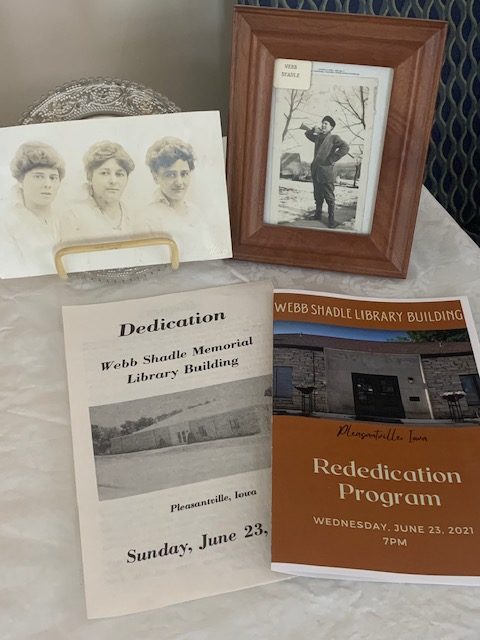 WEBB
SHADLE
Dedication
Webb Shadle Memorial
Library Building
Pleasantville, Iowa
Sunday, June 23,
WEBB SHADLE LIBRARY BUILDING
Pleasantville, Iowa
Rededication
Program
WEDNESDAY, JUNE 23, 2021
7PM